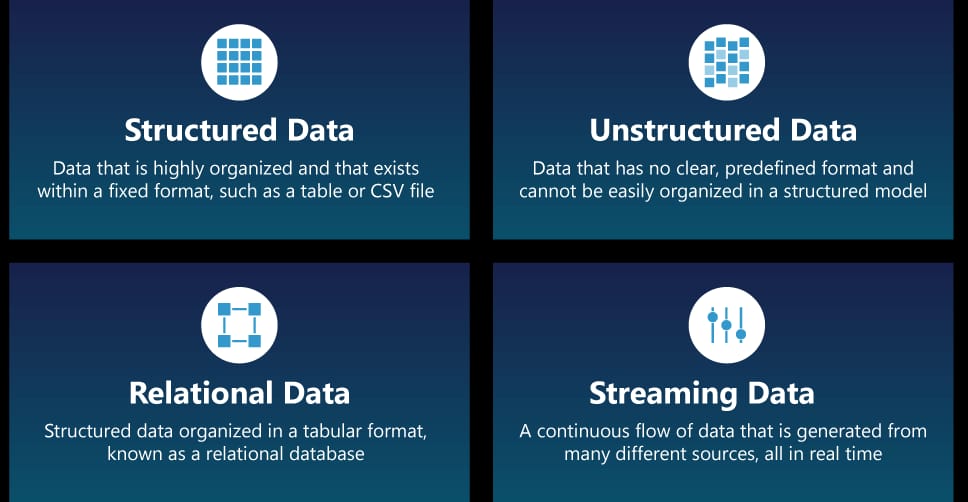 Structured Data
Data that is highly organized and that exists
within a fixed format, such as a table or CSV file
Unstructured Data
Data that has no clear, predefined format and
cannot be easily organized in a structured model
Relational Data
Structured data organized in a tabular format,
known as a relational database
Streaming Data
A continuous flow of data that is generated from
many different sources, all in real time